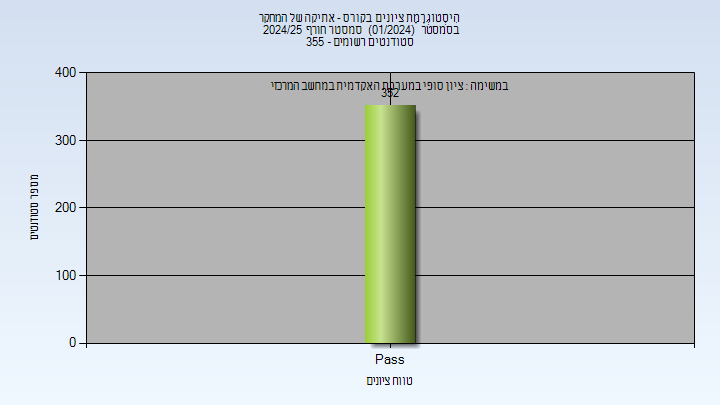 היסטוגרמת ציונים בקורס - אתיקה של המחקר
בסמסטר (01/2024) סמסטר חורף 2024/25
סטודנטים רשומים - 355
במשימה : ציון סופי במערכת האקדמית במחשב המרכזי
352
400
300
200
100
0
מספר סטודנטים
Pass
טווח ציונים